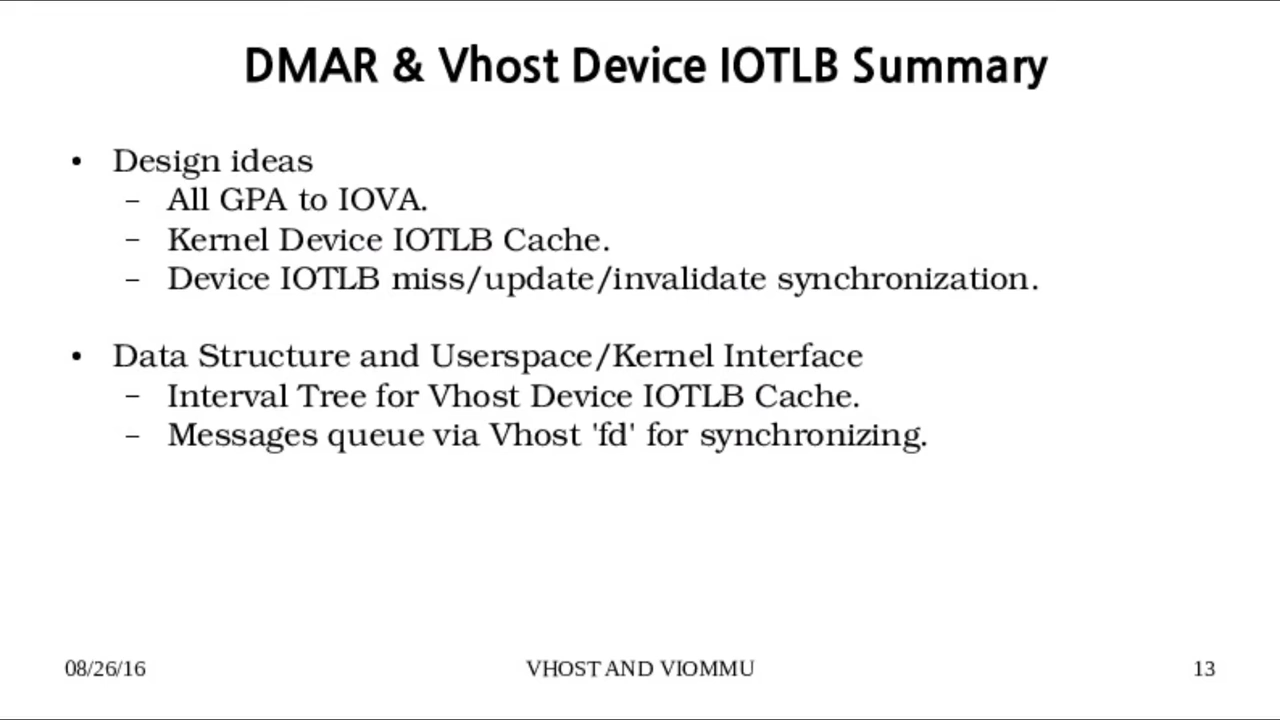 DMAR & Vhost Device IOTLB Summary
• Design ideas
– All GPA to IOVA.
– Kernel Device IOTLB Cache.
– Device IOTLB miss/update/invalidate synchronization.
• Data Structure and Userspace/Kernel Interface
– Interval Tree for Vhost Device IOTLB Cache.
– Messages queue via Vhost 'fd' for synchronizing.
08/26/16
VHOST AND VIOMMU
13